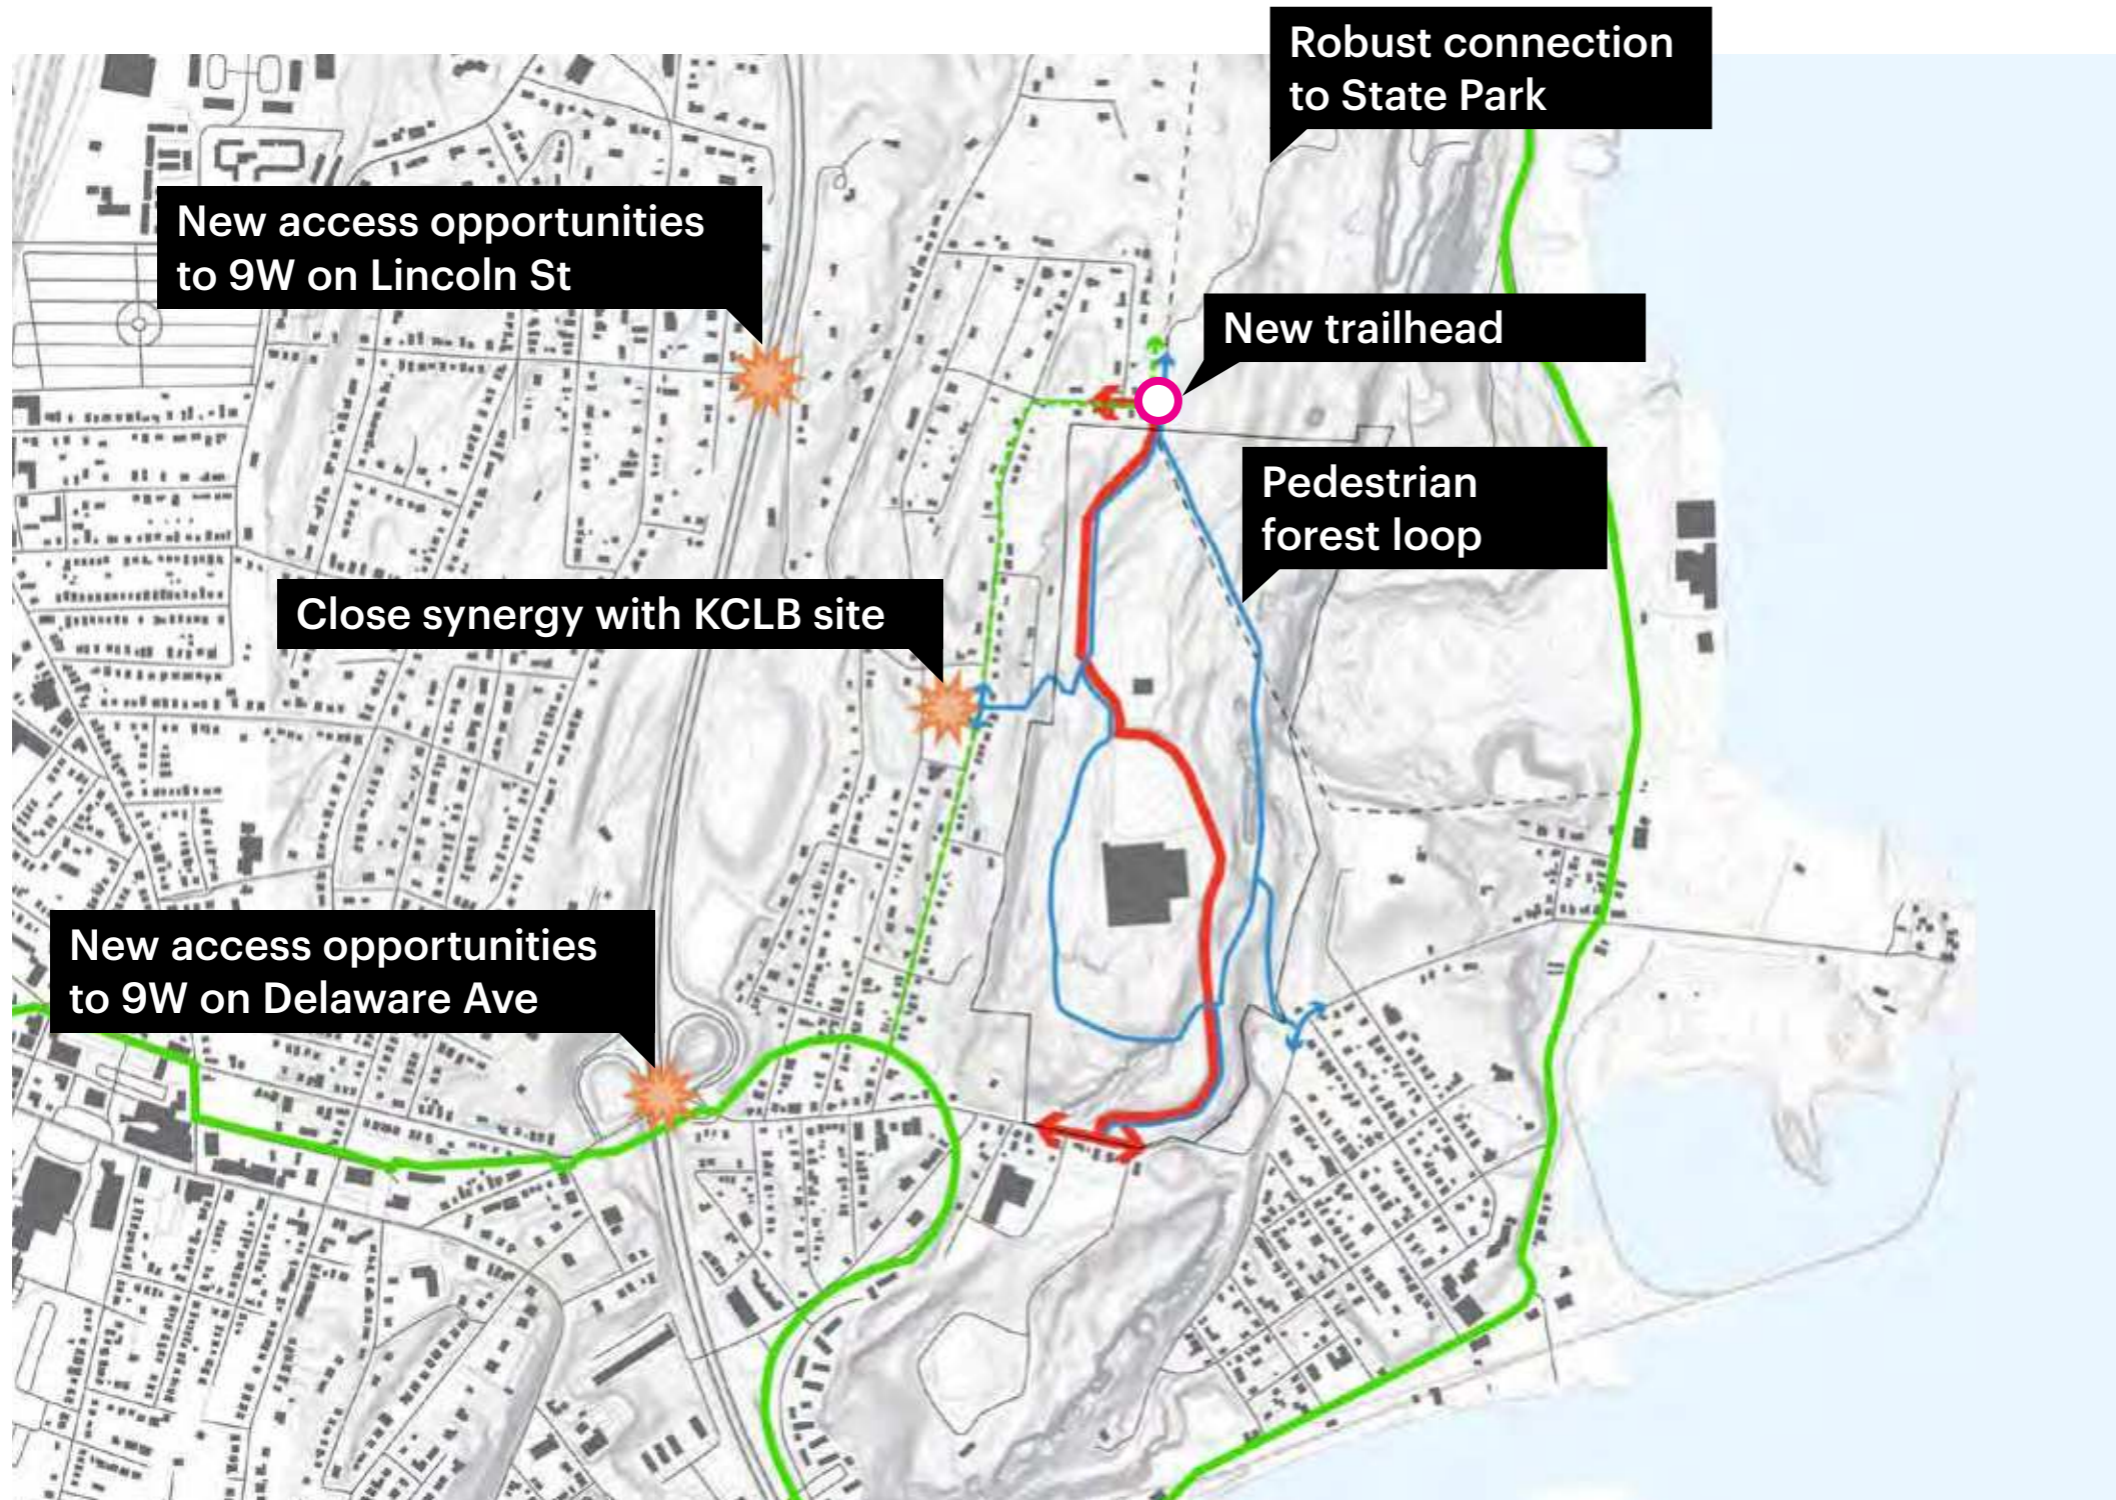 Robust connection
to State Park
New access opportunities
to 9W on Lincoln St
New trailhead
Pedestrian
forest loop
Close synergy with KCLB site
New access opportunities
to 9W on Delaware Ave